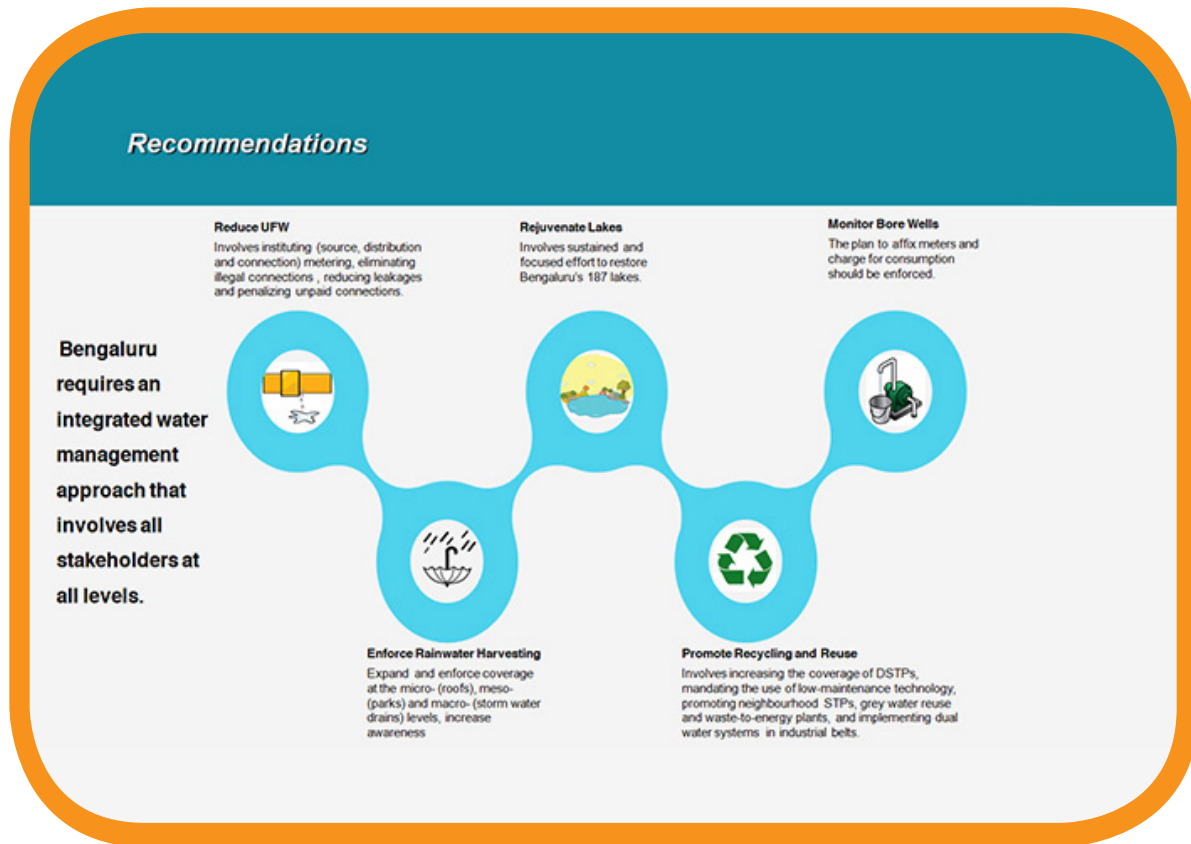 Recommendations
Reduce UFW
Involves instituting (source, distribution
and connection) metering, eliminating
illegal connections , reducing leakages
and penalizing unpaid connections.
Rejuvenate Lakes
Involves sustained and
focused effort to restore
Bengaluru's 187 lakes.
Monitor Bore Wells
The plan to affix meters and
charge for consumption
should be enforced.
Bengaluru
requires an
integrated water
management
approach that
involves all
stakeholders at
all levels.
Enforce Rainwater Harvesting
Expand and enforce coverage
at the micro- (roofs), meso-
(parks) and macro- (storm water
drains) levels, increase
awareness
Promote Recycling and Reuse
Involves increasing the coverage of DSTPs,
mandating the use of low-maintenance technology,
promoting neighbourhood STPs, grey water reuse
and waste-to-energy plants, and implementing dual
water systems in industrial belts.